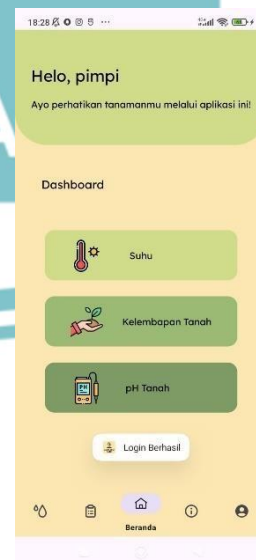 18:28
Helo, pimpi
Ayo perhatikan tanamanmu melalui aplikasi ini!
Dashboard
Suhu
Kelembapan Tanah
PH
pH Tanah
Login Berhasil
Beranda